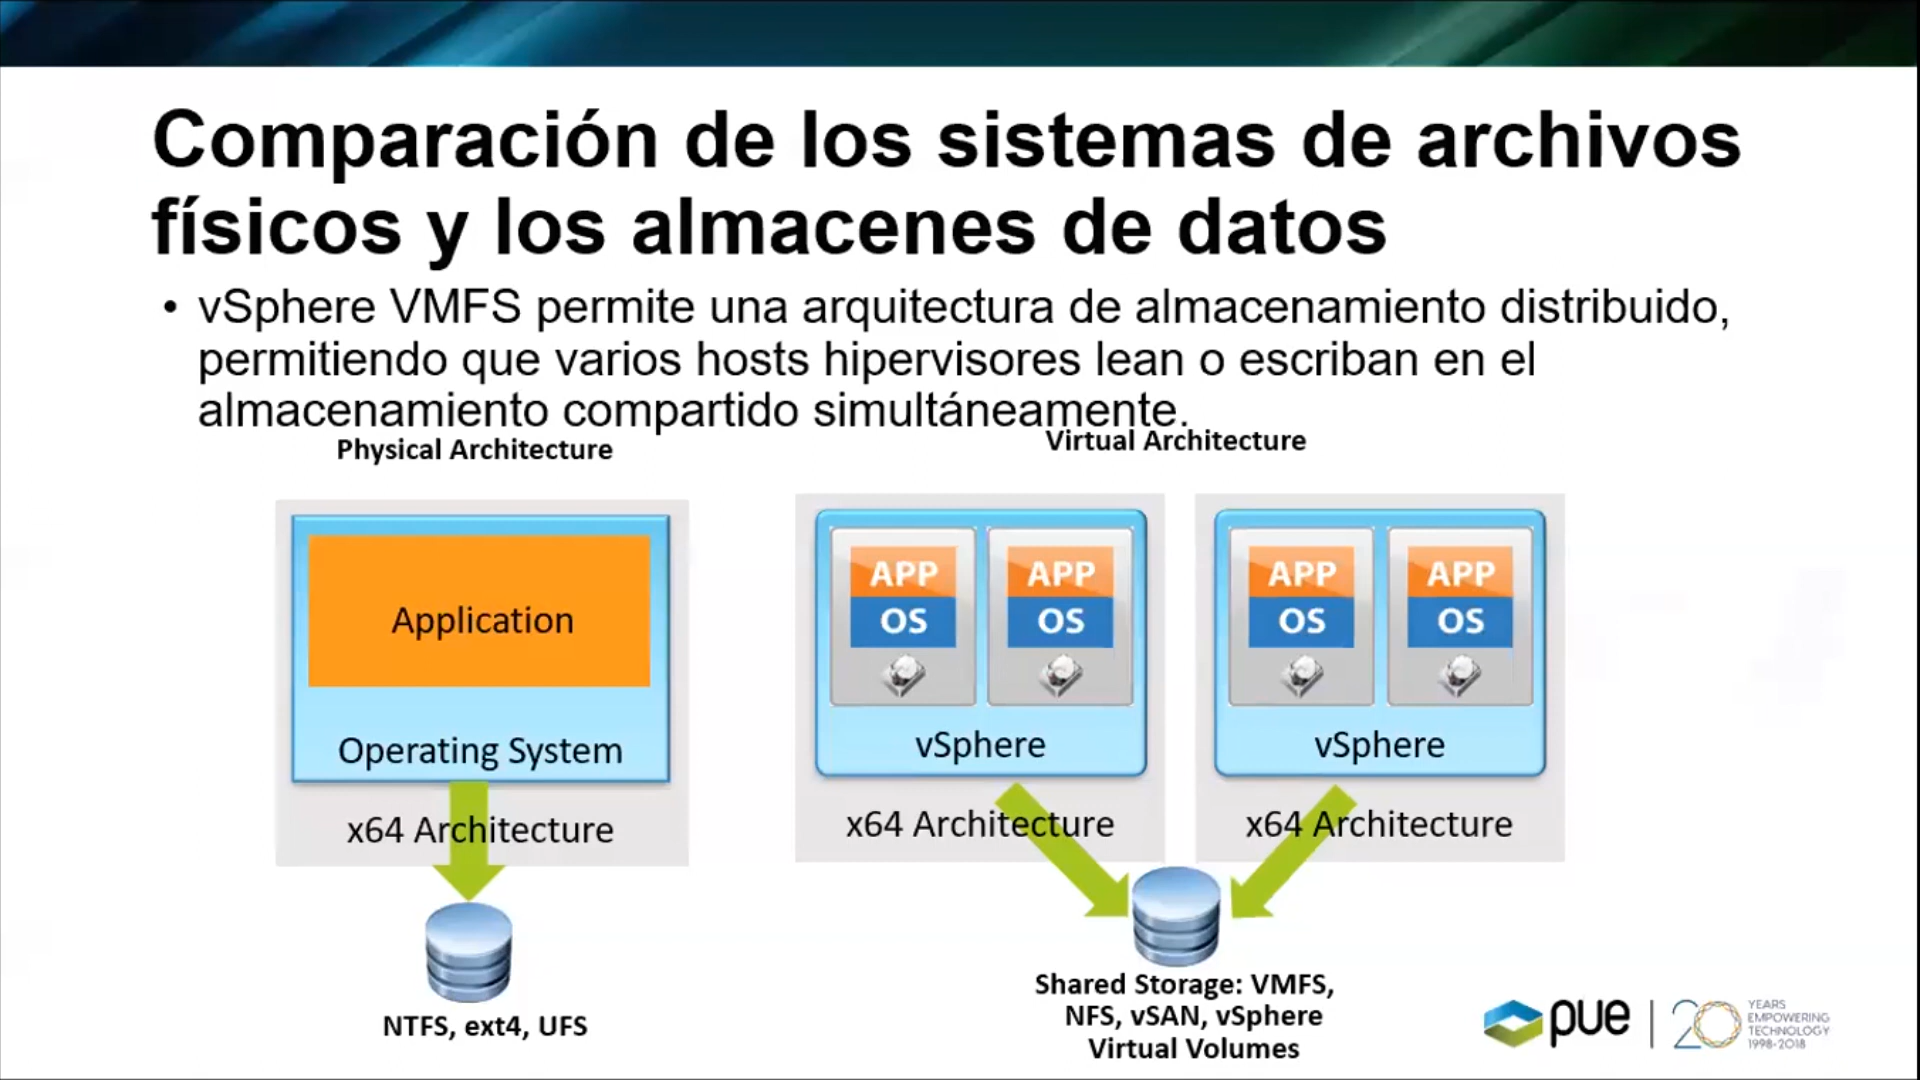 Comparación de los sistemas de archivos
físicos y los almacenes de datos
• vSphere VMFS permite una arquitectura de almacenamiento distribuido,
permitiendo que varios hosts hipervisores lean o escriban en el
almacenamiento compartido simultáneamente.
Physical Architecture
Application
Operating System
x64 Architecture
NTFS, ext4, UFS
Virtual Architecture
APP
OS
APP
OS
vSphere
x64 Architecture
APP
OS
APP
OS
vSphere
x64 Architecture
Shared Storage: VMFS,
NFS, vSAN, vSphere
Virtual Volumes
pue
20
YEARS
EMPOWERING
TECHNOLOGY
1998-2018